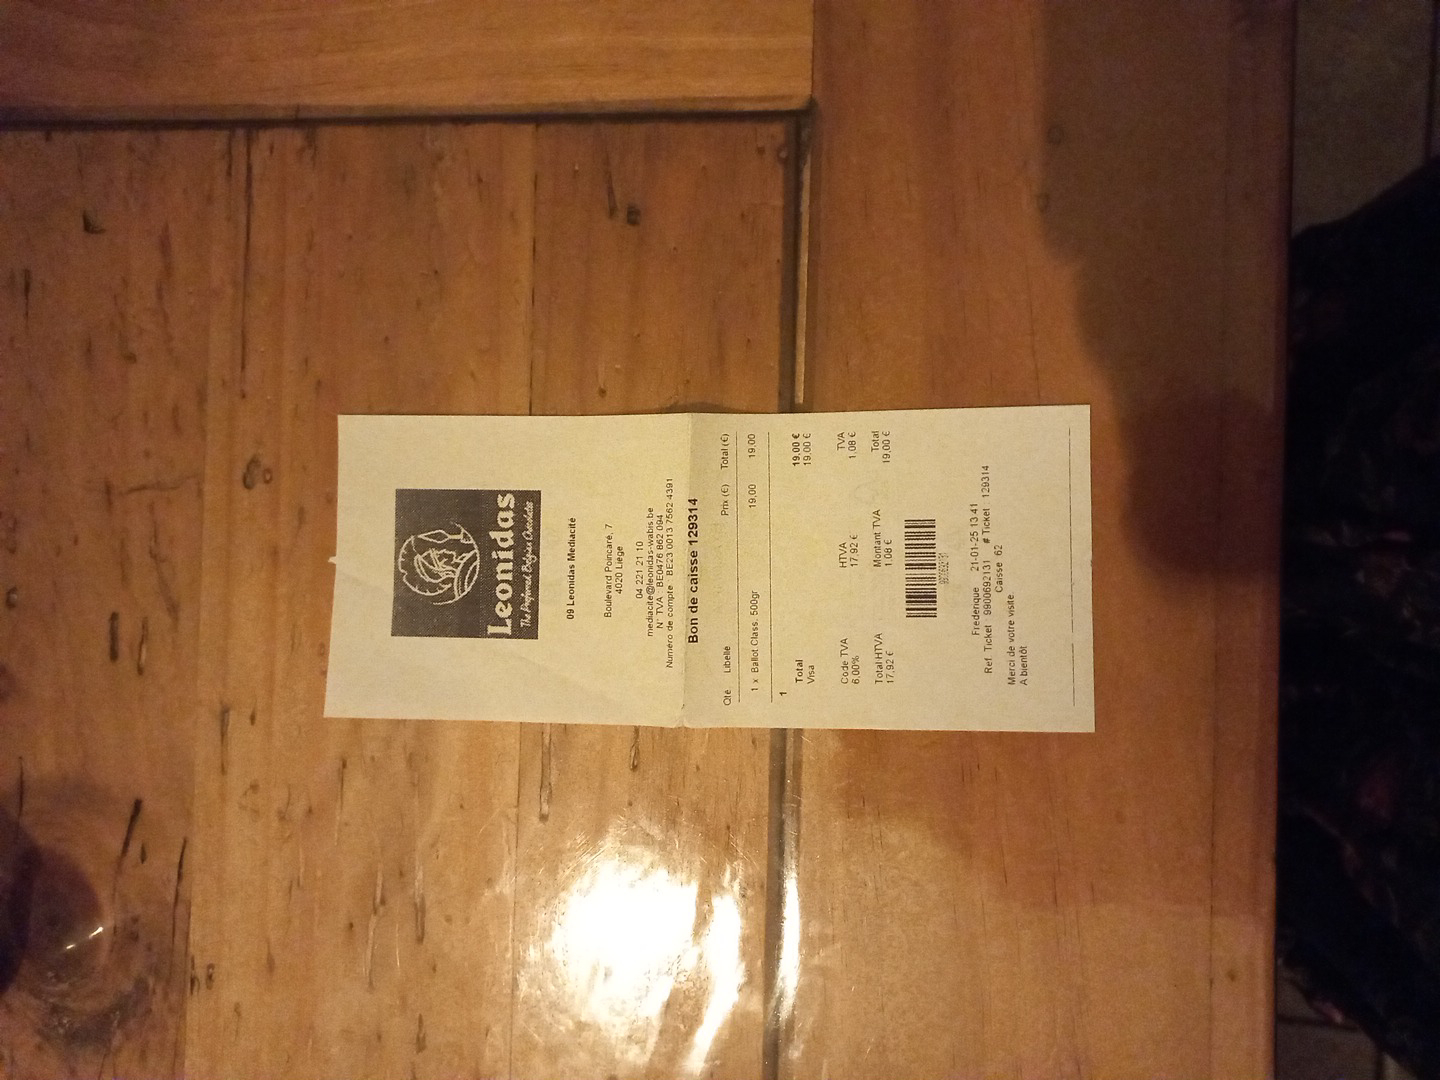 Leonidas
The Preferred Belgian Chocolates
09 Leonidas Mediacité
Boulevard Poincaré, 7
4020 Liège
04 221 21 10
mediacite@leonidas-wabis.be
N° TVA : BE0476 862 094
Numéro de compte : BE23 0013 7562 4391
Bon de caisse 129314
Qté Libellé Prix (€) Total (€)
1 x Ballot Class. 500gr 19,00 19,00
1
Total 19,00 €
Visa 19,00 €
Code TVA HTVA TVA
6,00% 17,92 € 1,08 €
Total HTVA Montant TVA Total
17,92 € 1,08 € 19,00 €
Frederique 21-01-25 13:41
Ref. Ticket 9900692131 # Ticket 129314
Caisse 62
Merci de votre visite.
A bientôt